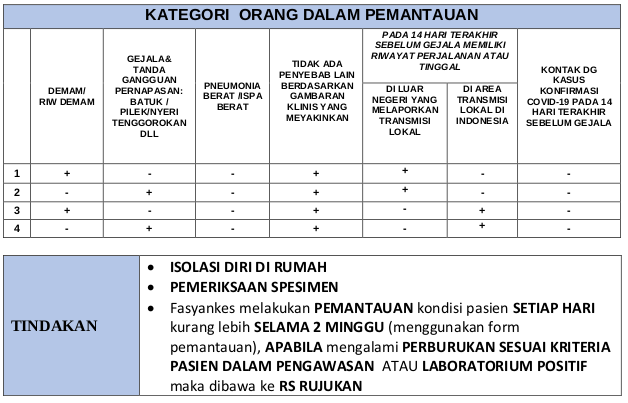 KATEGORI ORANG DALAM PEMANTAUAN
DEMAM/
RIW DEMAM
GEJALA&
TANDA
GANGGUAN
PERNAPASAN:
BATUK /
PILEK/NYERI
TENGGOROKAN
DLL
PNEUMONIA
BERAT /ISPA
BERAT
TIDAK ADA
PENYEBAB LAIN
BERDASARKAN
GAMBARAN
KLINIS YANG
MEYAKINKAN
PADA 14 HARI TERAKHIR
SEBELUM GEJALA MEMILIKI
RIWAYAT PERJALANAN ATAU
TINGGAL
DI LUAR
NEGERI YANG
MELAPORKAN
TRANSMISI
LOKAL
DI AREA
TRANSMISI
LOKAL DI
INDONESIA
KONTAK DG
KASUS
KONFIRMASI
COVID-19 PADA 14
HARI TERAKHIR
SEBELUM GEJALA
1 + - - + + - -
2 - + - + + - -
3 + - - + - + -
4 - + - + - + -
TINDAKAN
• ISOLASI DIRI DI RUMAH
• PEMERIKSAAN SPESIMEN
• Fasyankes melakukan PEMANTAUAN kondisi pasien SETIAP HARI
kurang lebih SELAMA 2 MINGGU (menggunakan form
pemantauan), APABILA mengalami PERBURUKAN SESUAI KRITERIA
PASIEN DALAM PENGAWASAN ATAU LABORATORIUM POSITIF
maka dibawa ke RS RUJUKAN